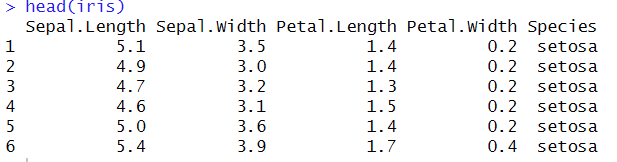 > head(iris)
  Sepal.Length Sepal.Width Petal.Length Petal.Width Species
1          5.1         3.5          1.4         0.2  setosa
2          4.9         3.0          1.4         0.2  setosa
3          4.7         3.2          1.3         0.2  setosa
4          4.6         3.1          1.5         0.2  setosa
5          5.0         3.6          1.4         0.2  setosa
6          5.4         3.9          1.7         0.4  setosa